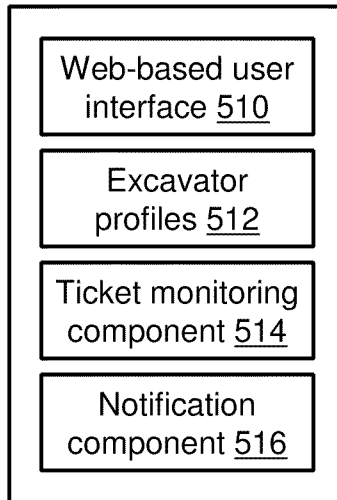 Web-based user
interface 510
Excavator
profiles 512
Ticket monitoring
component 514
Notification
component 516